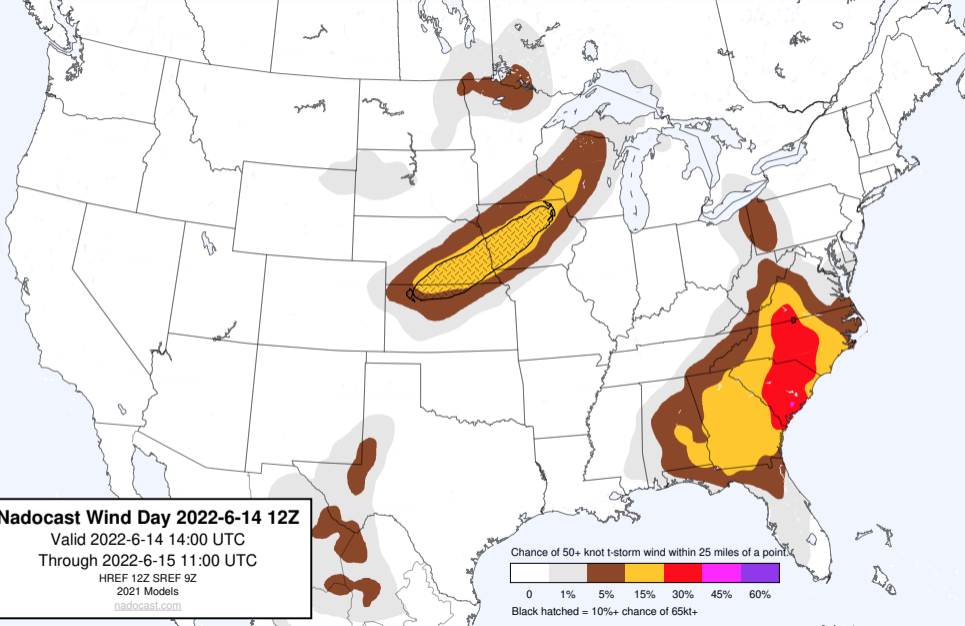 Nadocast Wind Day 2022-6-14 12Z
Valid 2022-6-14 14:00 UTC
Through 2022-6-15 11:00 UTC
HREF 12Z SREF 9Z
2021 Models
nadocast.com
Chance of 50+ knot t-storm wind within 25 miles of a point.
0 1% 5% 15% 30% 45% 60%
Black hatched = 10%+ chance of 65kt+